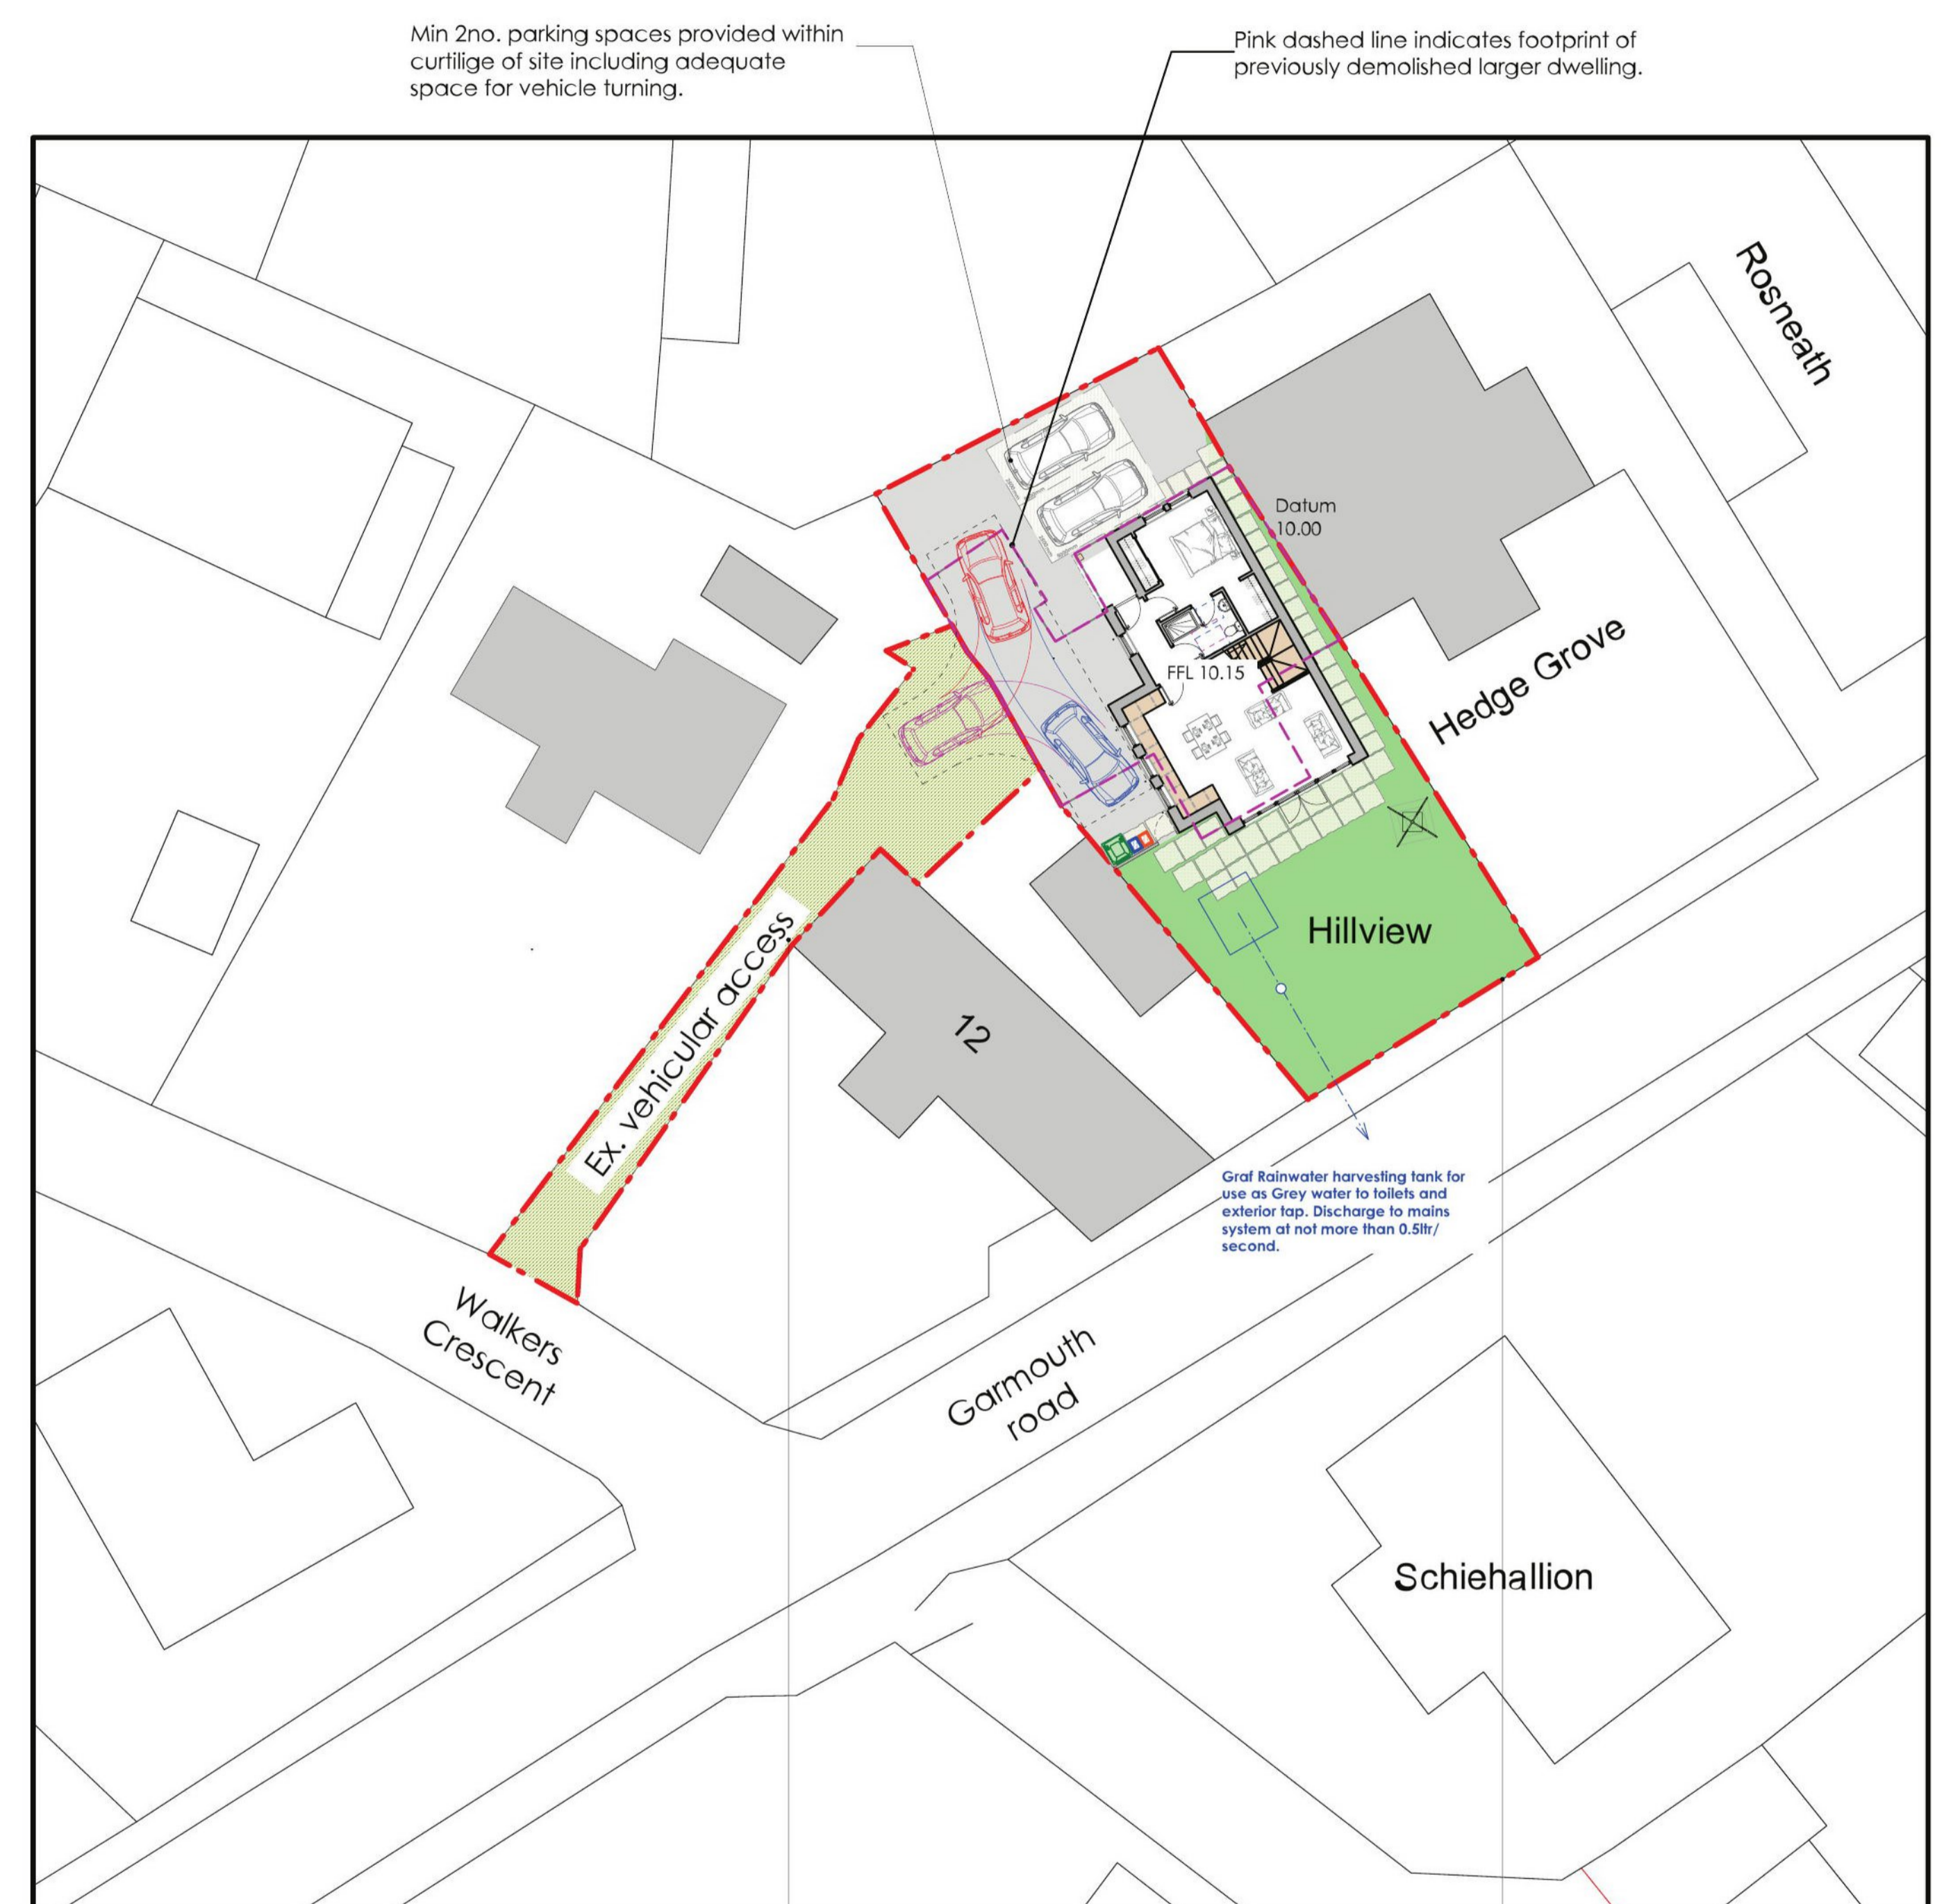 Min 2no. parking spaces provided within
curtilige of site including adequate
space for vehicle turning.
Pink dashed line indicates footprint of
previously demolished larger dwelling.
Rosneath
Datum
10.00
Hedge Grove
FFL 10.15
Hillview
Ex. vehicular access
12
Graf Rainwater harvesting tank for
use as Grey water to toilets and
exterior tap. Discharge to mains
system at not more than 0.5ltr/
second.
Walkers
Crescent
Garmouth
road
Schiehallion